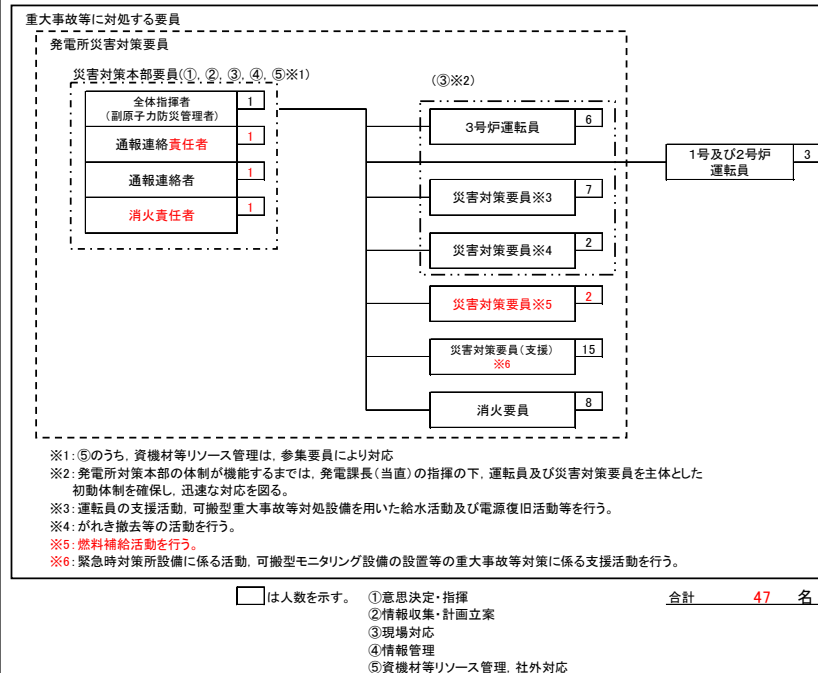 重大事故等に対処する要員
発電所災害対策要員
災害対策本部要員(①, ②, ③, ④, ⑤※1)
(③※2)
全体指揮者 1
(副原子力防災管理者)
通報連絡責任者 1
通報連絡者 1
消火責任者 1
3号炉運転員 6
1号及び2号炉 3
運転員
災害対策要員※3 7
災害対策要員※4 2
災害対策要員※5 2
災害対策要員(支援) 15
※6
消火要員 8
※1:⑤のうち, 資機材等リソース管理は, 参集要員により対応
※2:発電所対策本部の体制が機能するまでは, 発電課長(当直)の指揮の下, 運転員及び災害対策要員を主体とした
初動体制を確保し, 迅速な対応を図る。
※3:運転員の支援活動, 可搬型重大事故等対処設備を用いた給水活動及び電源復旧活動等を行う。
※4:がれき撤去等の活動を行う。
※5:燃料補給活動を行う。
※6:緊急時対策所設備に係る活動, 可搬型モニタリング設備の設置等の重大事故等対策に係る支援活動を行う。
は人数を示す。 ①意思決定・指揮 合計 47 名
②情報収集・計画立案
③現場対応
④情報管理
⑤資機材等リソース管理, 社外対応